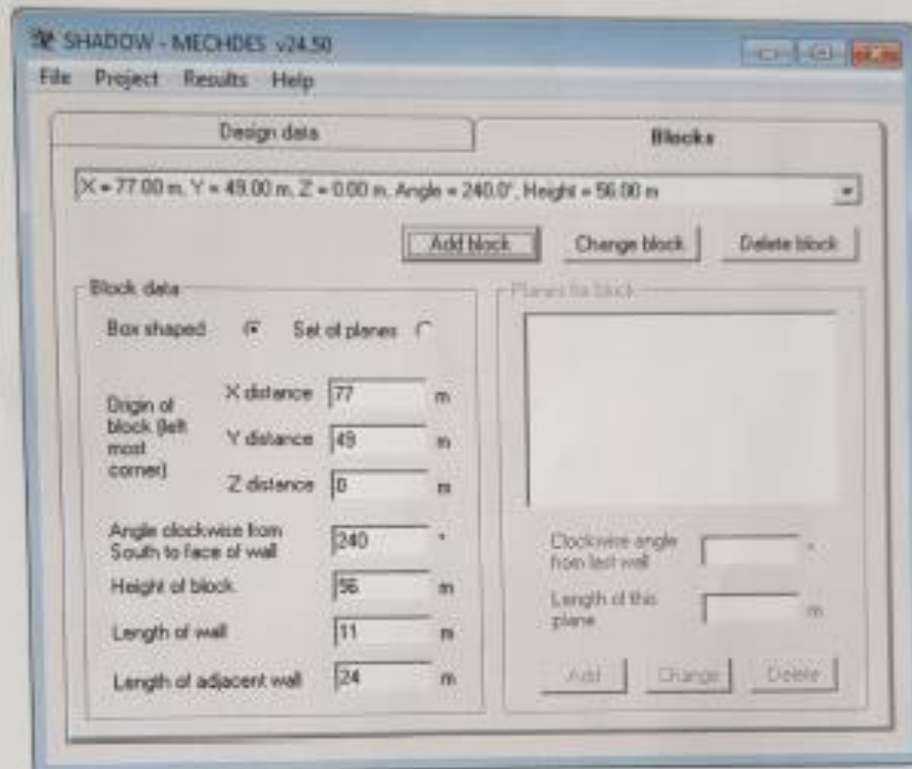 SHADOW - MECHDES v24.50
File Project Results Help
Design data
Blocks
X = 77.00 m, Y = 49.00 m, Z = 0.00 m, Angle = 240.0°, Height = 56.00 m
Add block
Change block
Delete block
Block data
Box shaped
Set of planes
Origin of
block (left
most
corner)
X distance 77 m
Y distance 49 m
Z distance 0 m
Angle clockwise from
South to face of wall
240 °
Height of block 56 m
Length of wall 11 m
Length of adjacent wall 24 m
Planes for block
Clockwise angle
from last wall
°
Length of this
plane
m
Add
Change
Delete